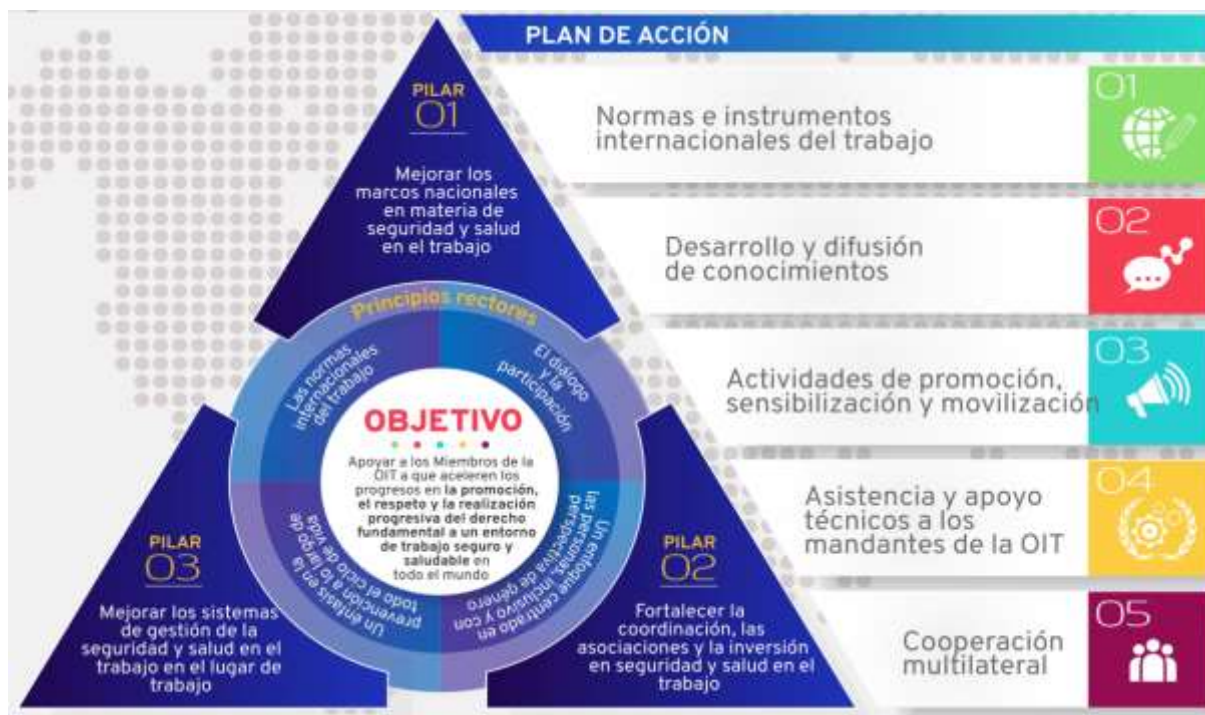 PLAN DE ACCIÓN
PILAR
01
Mejorar los
marcos nacionales
en materia de
seguridad y salud
en el trabajo
Principios rectores
Las normas
internacionales
del trabajo
El diálogo
y la
participación
Un enfoque centrado en
las personas, inclusivo y con
perspectiva de género
Un énfasis en la
prevención a lo largo de
todo el ciclo de vida
OBJETIVO
Apoyar a los Miembros de la
OIT a que aceleren los
progresos en la promoción,
el respeto y la realización
progresiva del derecho
fundamental a un entorno
de trabajo seguro y
saludable en
todo el mundo
PILAR
03
Mejorar los sistemas
de gestión de la
seguridad y salud en el
trabajo en el lugar de
trabajo
PILAR
02
Fortalecer la
coordinación, las
asociaciones y la inversión
en seguridad y salud en el
trabajo
01
Normas e instrumentos
internacionales del trabajo
02
Desarrollo y difusión
de conocimientos
03
Actividades de promoción,
sensibilización y movilización
04
Asistencia y apoyo
técnicos a los
mandantes de la OIT
05
Cooperación
multilateral